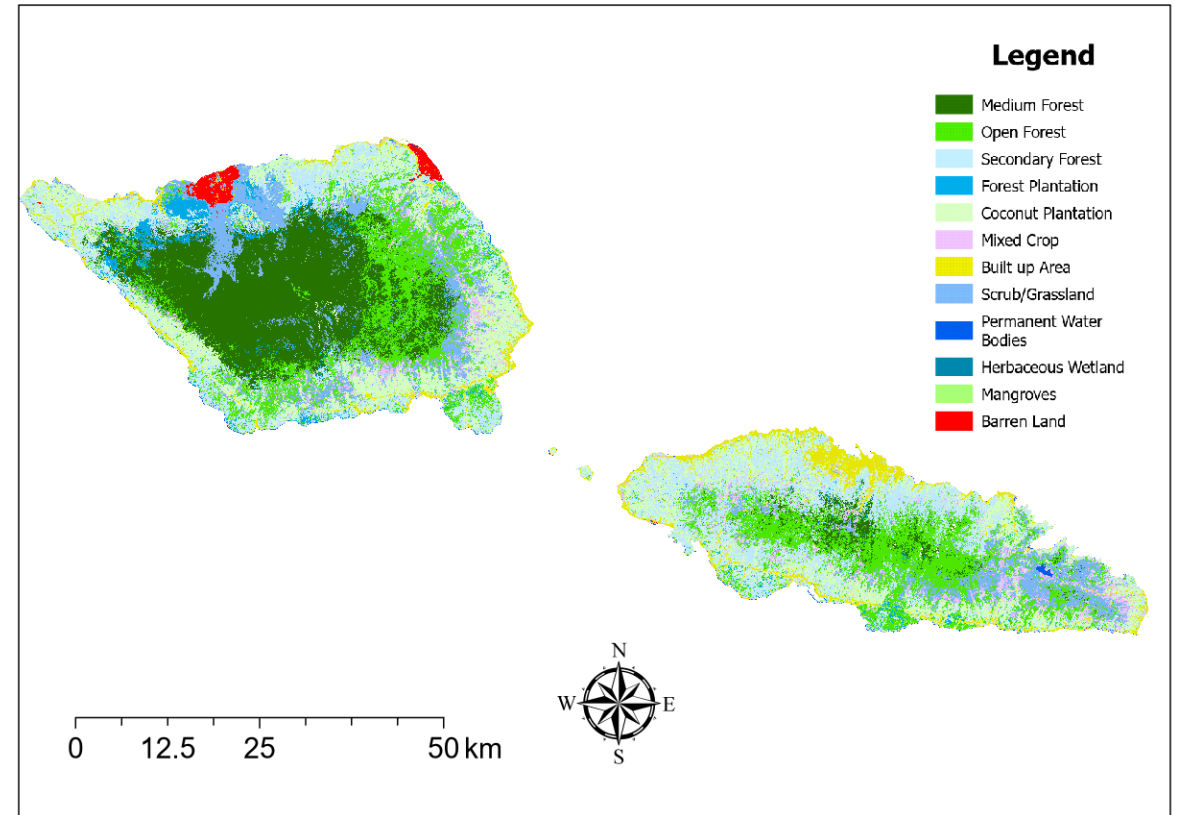 Legend
Medium Forest
Open Forest
Secondary Forest
Forest Plantation
Coconut Plantation
Mixed Crop
Built up Area
Scrub/Grassland
Permanent Water
Bodies
Herbaceous Wetland
Mangroves
Barren Land
N
W E
S
0 12.5 25 50 km